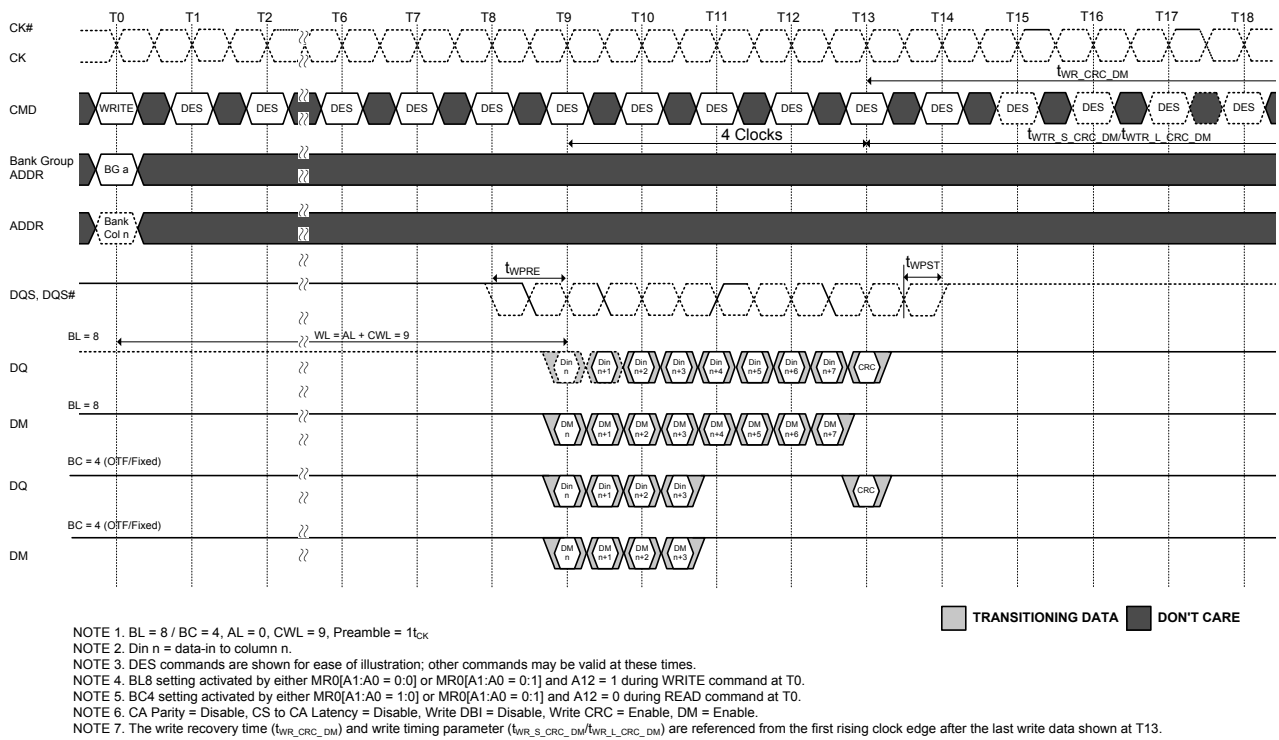 T0 T1 T2 T6 T7 T8 T9 T10 T11 T12 T13 T14 T15 T16 T17 T18
CK#
CK
tWR_CRC_DM
CMD WRITE DES DES DES DES DES DES DES DES DES DES DES DES DES DES DES
4 Clocks
tWTR_S_CRC_DM/tWTR_L_CRC_DM
Bank Group
ADDR
BG a
ADDR
Bank
Col n
tWPRE
tWPST
DQS, DQS#
BL = 8
WL = AL + CWL = 9
DQ
Din n Din n+1 Din n+2 Din n+3 Din n+4 Din n+5 Din n+6 Din n+7 CRC
BL = 8
DM
DM n DM n+1 DM n+2 DM n+3 DM n+4 DM n+5 DM n+6 DM n+7
BC = 4 (OTF/Fixed)
DQ
Din n Din n+1 Din n+2 Din n+3 CRC
BC = 4 (OTF/Fixed)
DM
DM n DM n+1 DM n+2 DM n+3
TRANSITIONING DATA DON'T CARE
NOTE 1. BL = 8 / BC = 4, AL = 0, CWL = 9, Preamble = 1tCK
NOTE 2. Din n = data-in to column n.
NOTE 3. DES commands are shown for ease of illustration; other commands may be valid at these times.
NOTE 4. BL8 setting activated by either MR0[A1:A0 = 0:0] or MR0[A1:A0 = 0:1] and A12 = 1 during WRITE command at T0.
NOTE 5. BC4 setting activated by either MR0[A1:A0 = 1:0] or MR0[A1:A0 = 0:1] and A12 = 0 during READ command at T0.
NOTE 6. CA Parity = Disable, CS to CA Latency = Disable, Write DBI = Disable, Write CRC = Enable, DM = Enable.
NOTE 7. The write recovery time (tWR_CRC_DM) and write timing parameter (tWR_S_CRC_DM/tWR_L_CRC_DM) are referenced from the first rising clock edge after the last write data shown at T13.